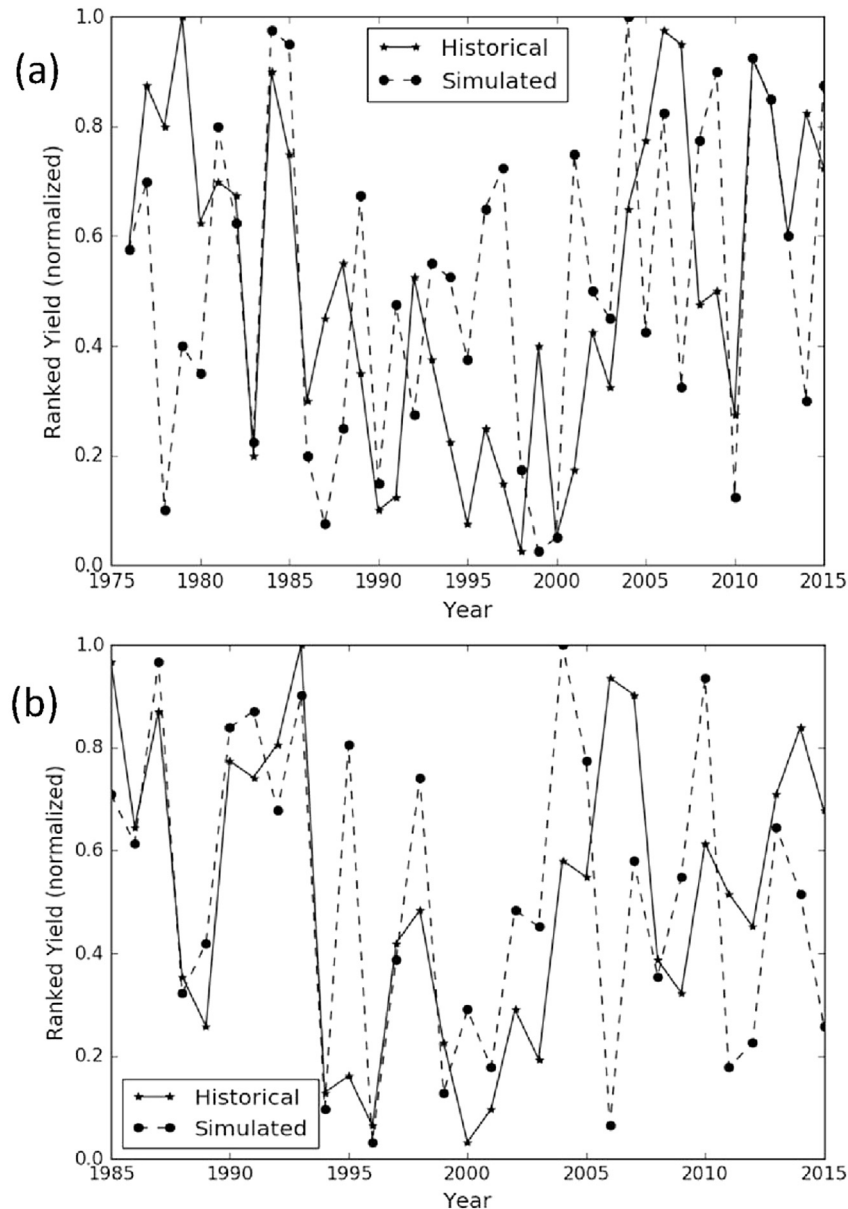 (a)
1.0
0.8
0.6
0.4
0.2
0.0
Ranked Yield (normalized)
Historical
Simulated
1975 1980 1985 1990 1995 2000 2005 2010 2015
Year
(b)
1.0
0.8
0.6
0.4
0.2
0.0
Ranked Yield (normalized)
Historical
Simulated
1985 1990 1995 2000 2005 2010 2015
Year